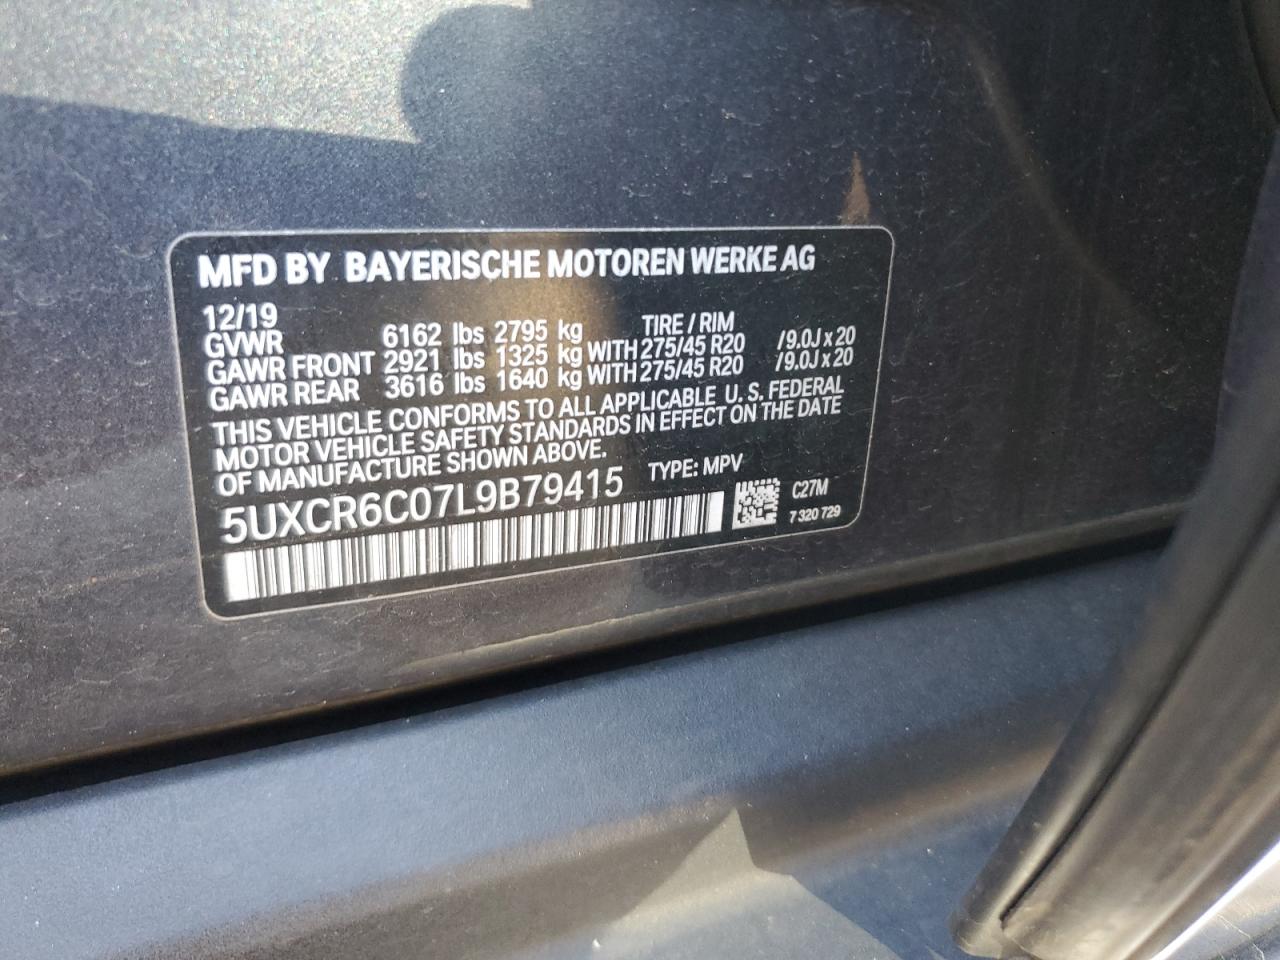 MFD BY BAYERISCHE MOTOREN WERKE AG
12/19 TIRE / RIM
GVWR 6162 lbs 2795 kg
GAWR FRONT 2921 lbs 1325 kg WITH 275/45 R20 /9.0J x 20
GAWR REAR 3616 lbs 1640 kg WITH 275/45 R20 /9.0J x 20
THIS VEHICLE CONFORMS TO ALL APPLICABLE U. S. FEDERAL
MOTOR VEHICLE SAFETY STANDARDS IN EFFECT ON THE DATE
OF MANUFACTURE SHOWN ABOVE.
5UXCR6C07L9B79415 TYPE: MPV
C27M
7 320 729